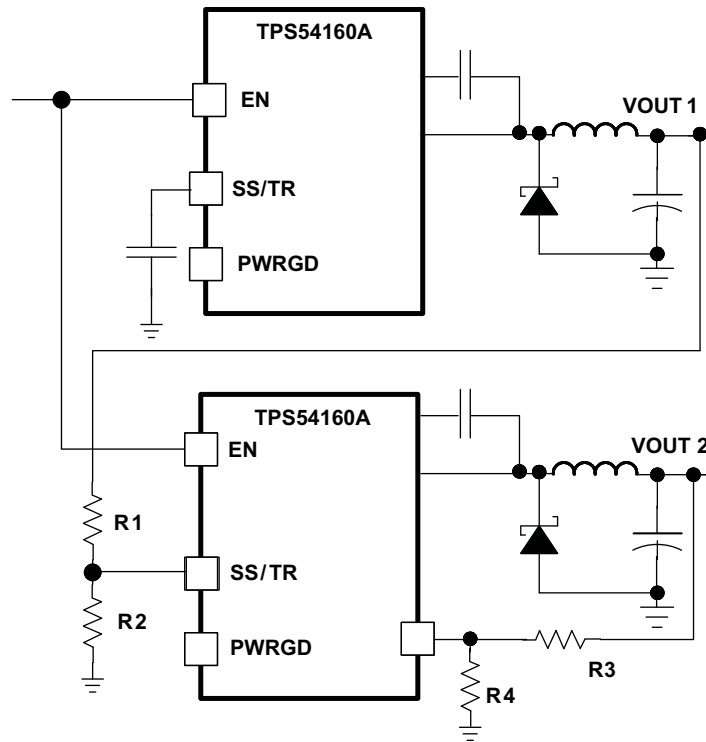 TPS54160A
EN
VOUT 1
SS/TR
PWRGD
TPS54160A
EN
VOUT 2
R1
SS/TR
R2
PWRGD
R3
R4